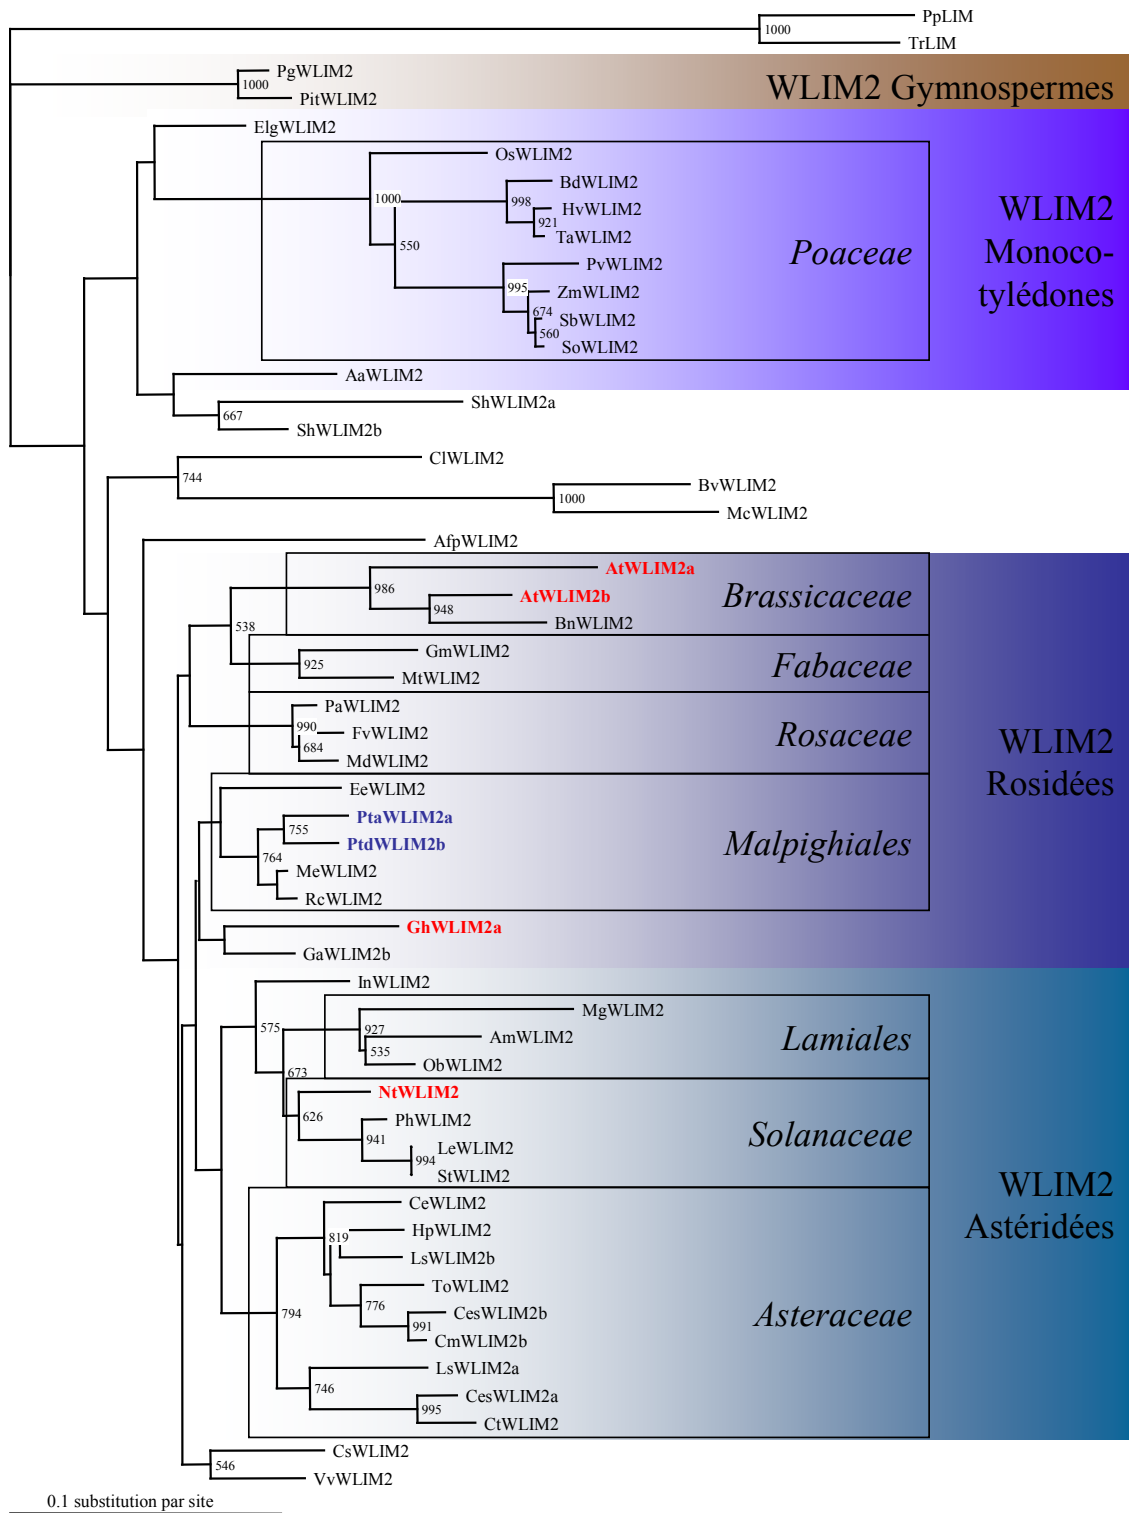 PpLIM
1000
TrLIM
PgWLIM2
1000
PitWLIM2
WLIM2 Gymnospermes
ElgWLIM2
OsWLIM2
BdWLIM2
1000
998
HvWLIM2
921
TaWLIM2
550
PvWLIM2
995
ZmWLIM2
674
SbWLIM2
560
SoWLIM2
Poaceae
WLIM2
Monoco-
tylédones
AaWLIM2
ShWLIM2a
667
ShWLIM2b
ClWLIM2
744
BvWLIM2
1000
McWLIM2
AfpWLIM2
AtWLIM2a
986
AtWLIM2b
948
BnWLIM2
Brassicaceae
538
GmWLIM2
925
MtWLIM2
Fabaceae
PaWLIM2
990
FvWLIM2
684
MdWLIM2
Rosaceae
WLIM2
Rosidées
EeWLIM2
PtaWLIM2a
755
PtdWLIM2b
764
MeWLIM2
RcWLIM2
Malpighiales
GhWLIM2a
GaWLIM2b
InWLIM2
575
MgWLIM2
927
AmWLIM2
535
ObWLIM2
Lamiales
673
NtWLIM2
626
PhWLIM2
941
LeWLIM2
994
StWLIM2
Solanaceae
WLIM2
Astéridées
CeWLIM2
HpWLIM2
819
LsWLIM2b
ToWLIM2
776
CesWLIM2b
991
CmWLIM2b
794
Asteraceae
LsWLIM2a
746
CesWLIM2a
995
CtWLIM2
CsWLIM2
546
VvWLIM2
0.1 substitution par site